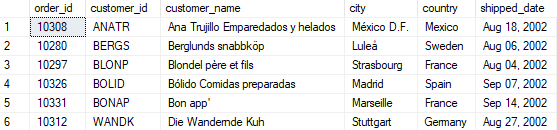 order_id customer_id customer_name city country shipped_date
1 10308 ANATR Ana Trujillo Emparedados y helados México D.F. Mexico Aug 18, 2002
2 10280 BERGS Berglunds snabbköp Luleå Sweden Aug 06, 2002
3 10297 BLONP Blondel père et fils Strasbourg France Aug 04, 2002
4 10326 BOLID Bólido Comidas preparadas Madrid Spain Sep 07, 2002
5 10331 BONAP Bon app' Marseille France Sep 14, 2002
6 10312 WANDK Die Wandernde Kuh Stuttgart Germany Aug 27, 2002